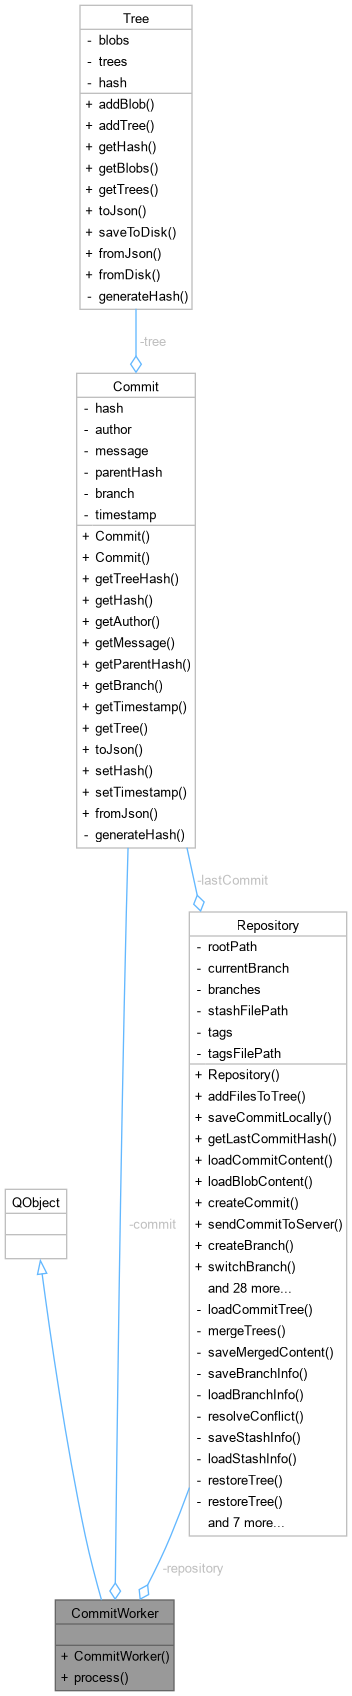 Tree
- blobs
- trees
- hash
+ addBlob()
+ addTree()
+ getHash()
+ getBlobs()
+ getTrees()
+ toJson()
+ saveToDisk()
+ fromJson()
+ fromDisk()
- generateHash()
-tree
Commit
- hash
- author
- message
- parentHash
- branch
- timestamp
+ Commit()
+ Commit()
+ getTreeHash()
+ getHash()
+ getAuthor()
+ getMessage()
+ getParentHash()
+ getBranch()
+ getTimestamp()
+ getTree()
+ toJson()
+ setHash()
+ setTimestamp()
+ fromJson()
- generateHash()
-lastCommit
Repository
- rootPath
- currentBranch
- branches
- stashFilePath
- tags
- tagsFilePath
+ Repository()
+ addFilesToTree()
+ saveCommitLocally()
+ getLastCommitHash()
+ loadCommitContent()
+ loadBlobContent()
+ createCommit()
+ sendCommitToServer()
+ createBranch()
+ switchBranch()
and 28 more...
- loadCommitTree()
- mergeTrees()
- saveMergedContent()
- saveBranchInfo()
- loadBranchInfo()
- resolveConflict()
- saveStashInfo()
- loadStashInfo()
- restoreTree()
- restoreTree()
and 7 more...
QObject
-commit
-repository
CommitWorker
+ CommitWorker()
+ process()